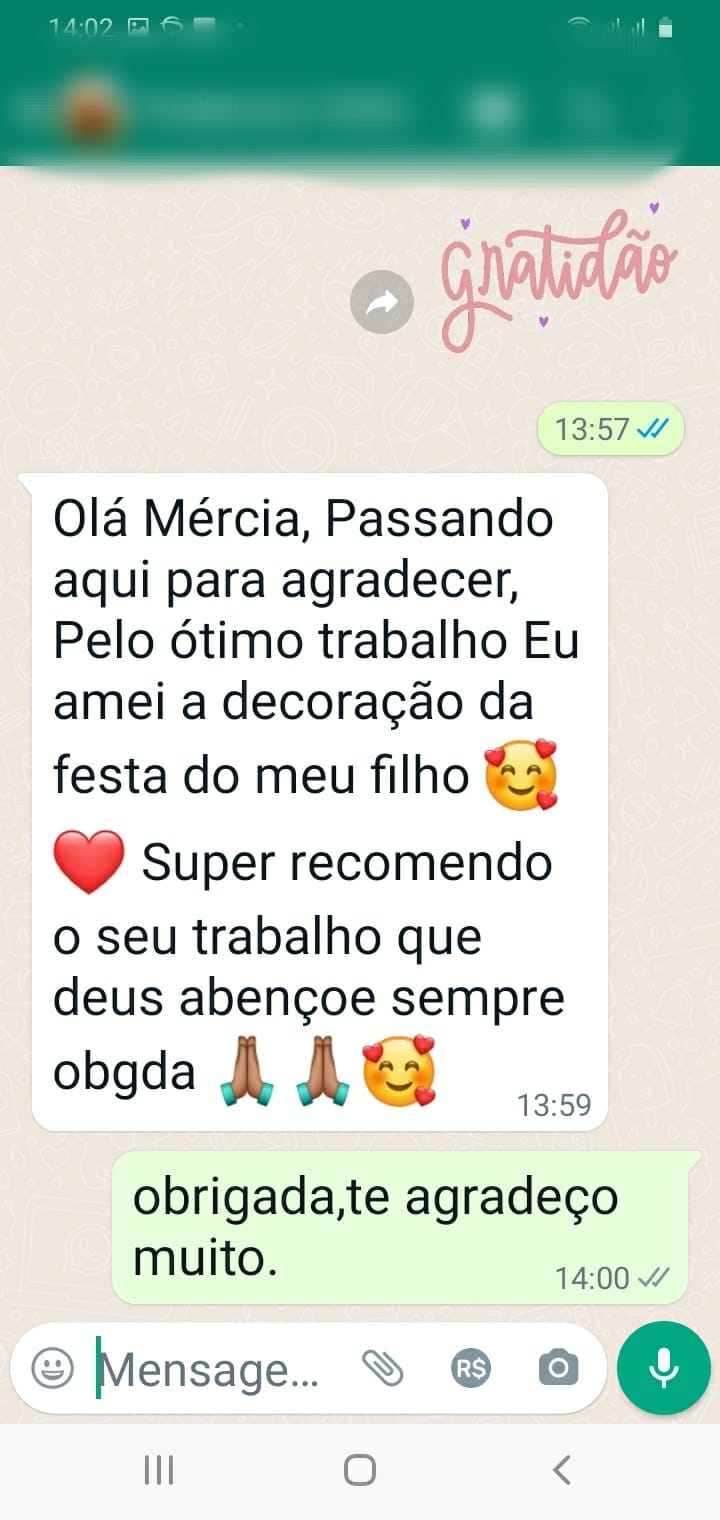 14:02
gratidão
13:57
Olá Mércia, Passando
aqui para agradecer,
Pelo ótimo trabalho Eu
amei a decoração da
festa do meu filho 🥰
❤️ Super recomendo
o seu trabalho que
deus abençoe sempre
obgda 🙏🏾 🙏🏾 🥰
13:59
obrigada,te agradeço
muito.
14:00
Mensage...
R$